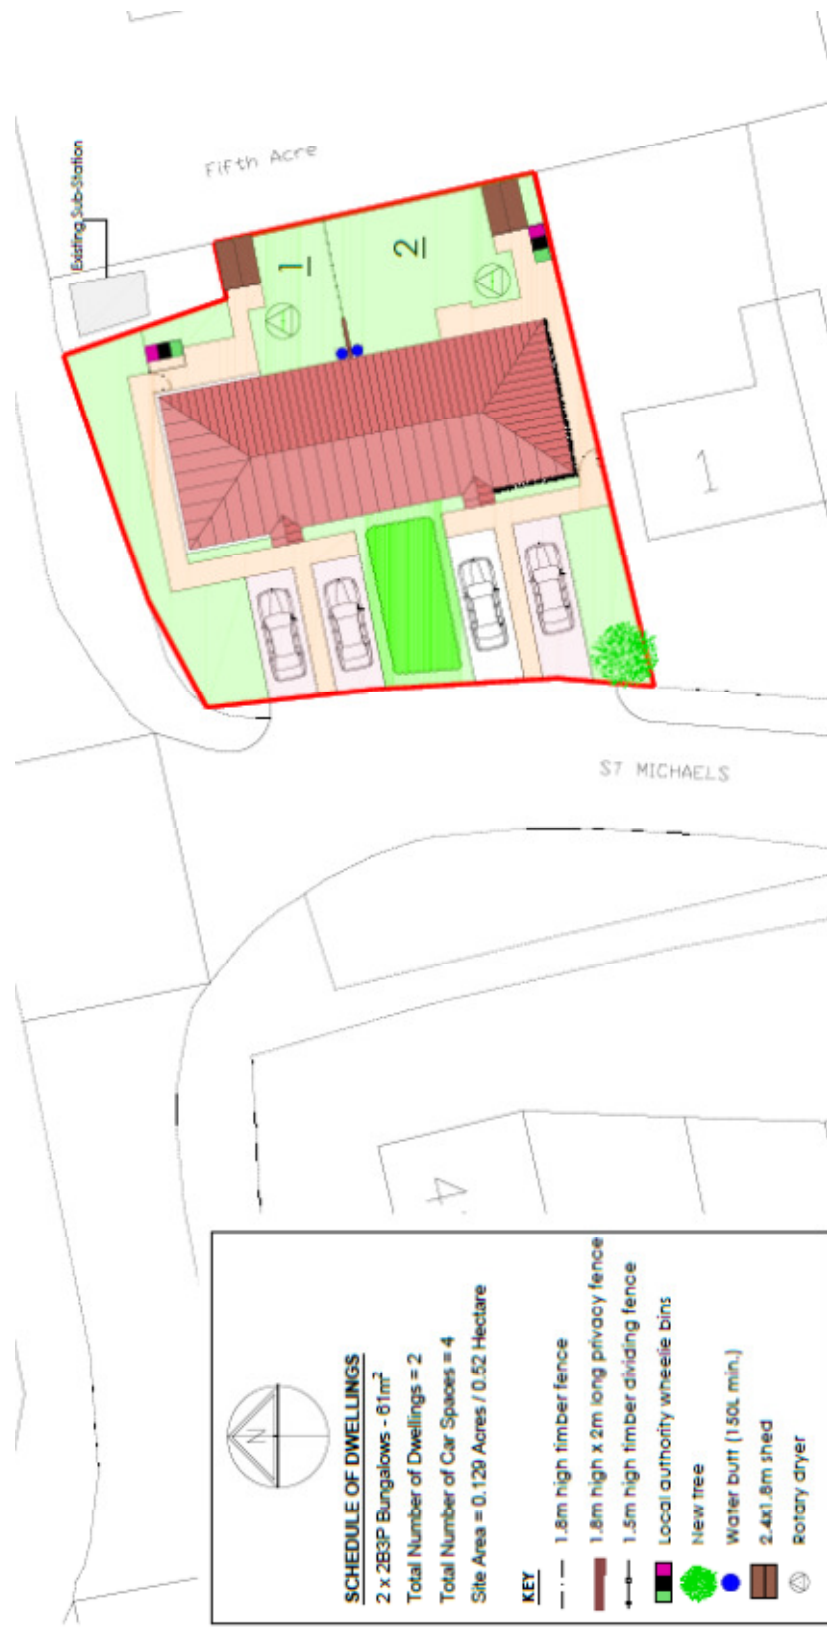 Existing Sub-Station
Fifth Acre
1
2
1
ST MICHAELS
4
N
SCHEDULE OF DWELLINGS
2 x 2B3P Bungalows - 61m²
Total Number of Dwellings = 2
Total Number of Car Spaces = 4
Site Area = 0.129 Acres / 0.52 Hectare
KEY
1.8m high timber fence
1.8m high x 2m long privacy fence
1.5m high timber dividing fence
Local authority wheelie bins
New tree
Water butt (150L min.)
2.4x1.8m shed
Rotary dryer